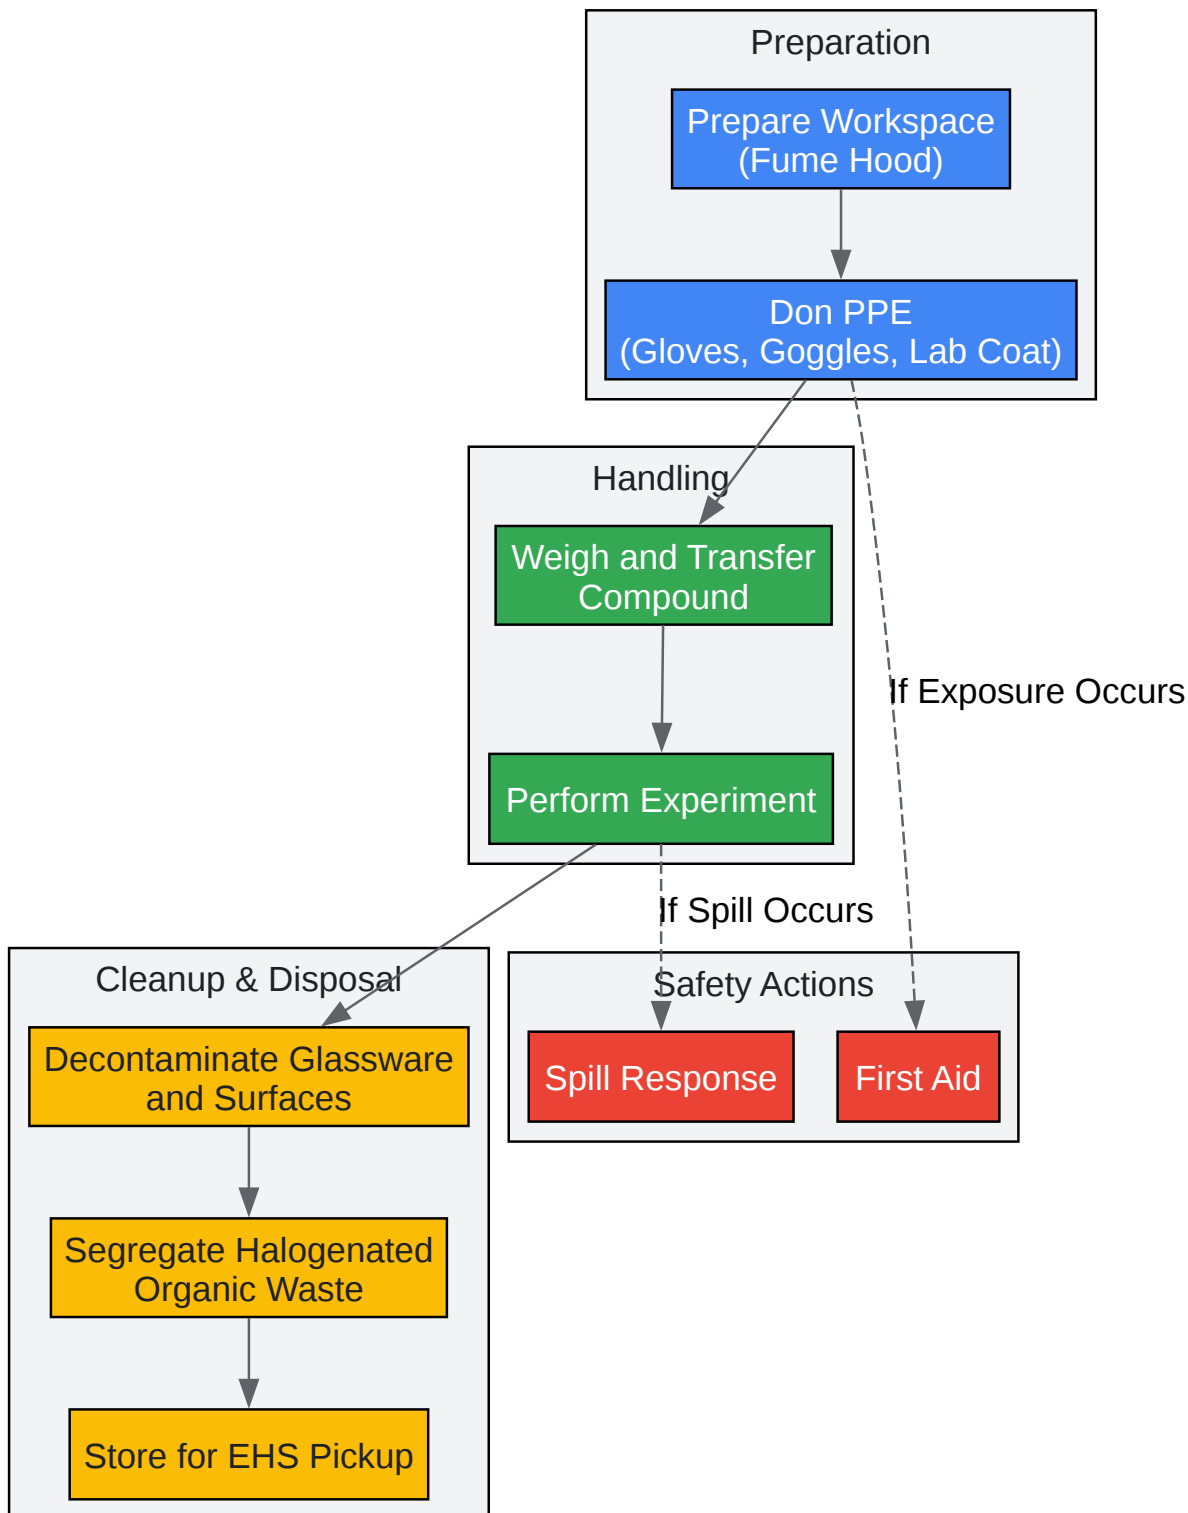 Preparation
Prepare Workspace
(Fume Hood)
Don PPE
(Gloves, Goggles, Lab Coat)
Handling
Weigh and Transfer
Compound
If Exposure Occurs
Perform Experiment
If Spill Occurs
Cleanup & Disposal
Safety Actions
Decontaminate Glassware
and Surfaces
Spill Response
First Aid
Segregate Halogenated
Organic Waste
Store for EHS Pickup